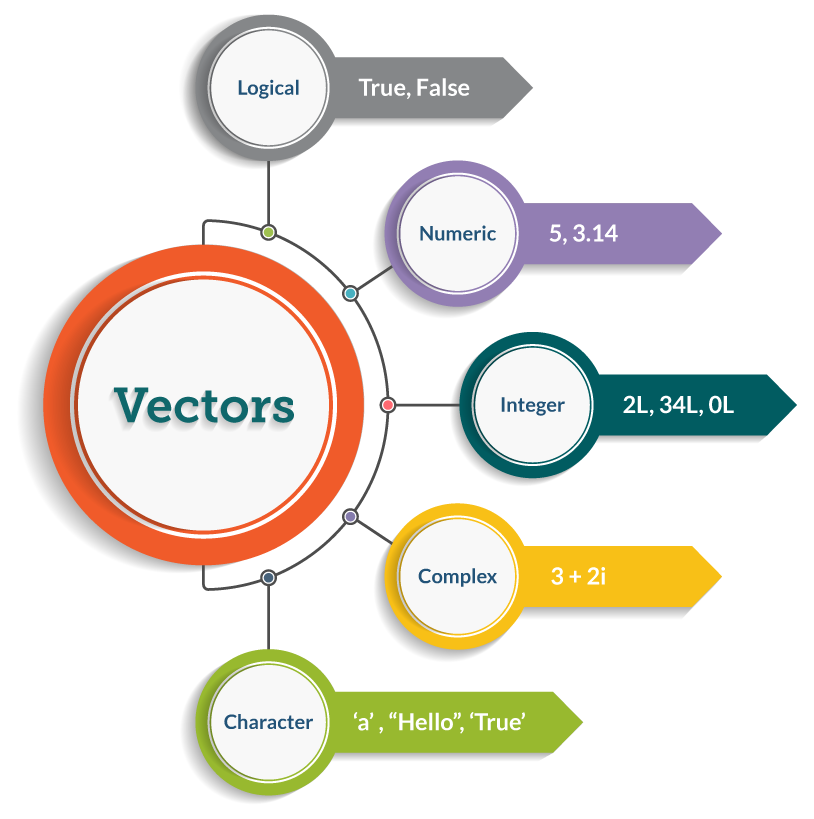 Logical
True, False
Numeric
5, 3.14
Vectors
Integer
2L, 34L, 0L
Complex
3 + 2i
Character
‘a’ , “Hello”, ‘True’